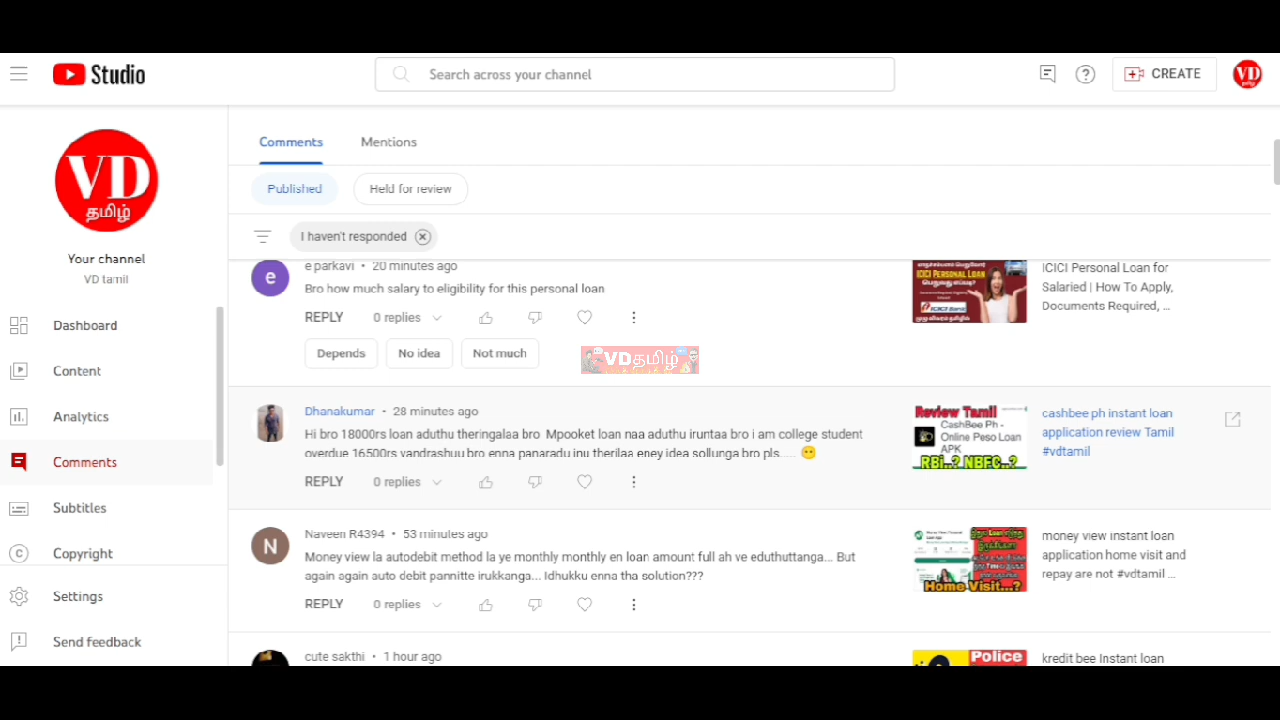 Studio
Search across your channel
CREATE
VD
தமிழ்
VD
தமிழ்
Your channel
VD tamil
Dashboard
Content
Analytics
Comments
Subtitles
Copyright
Settings
Send feedback
Comments
Mentions
Published
Held for review
I haven't responded
e
e parkavi • 20 minutes ago
Bro how much salary to eligibility for this personal loan
REPLY
0 replies
Depends
No idea
Not much
ICICI PERSONAL LOAN
பெறுவது எப்படி?
ICICI Bank
முழு விவரம் தமிழில்
ICICI Personal Loan for
Salaried | How To Apply,
Documents Required, ...
VDதமிழ்
Dhanakumar • 28 minutes ago
Hi bro 18000rs loan aduthu theringalaa bro Mpooket loan naa aduthu iruntaa bro i am college student
overdue 16500rs vandrashuu bro enna panaradu inu therilaa eney idea sollunga bro pls..... 😶
REPLY
0 replies
Review Tamil
CashBee Ph -
Online Peso Loan
APK
RBi..? NBFC..?
cashbee ph instant loan
application review Tamil
#vdtamil
N
Naveen R4394 • 53 minutes ago
Money view la autodebit method la ye monthly monthly en loan amount full ah ve eduthuttanga... But
again again auto debit pannitte irukkanga... Idhukku enna tha solution???
REPLY
0 replies
Home Visit...?
money view instant loan
application home visit and
repay are not #vdtamil ...
cute sakthi • 1 hour ago
Police
kredit bee Instant loan